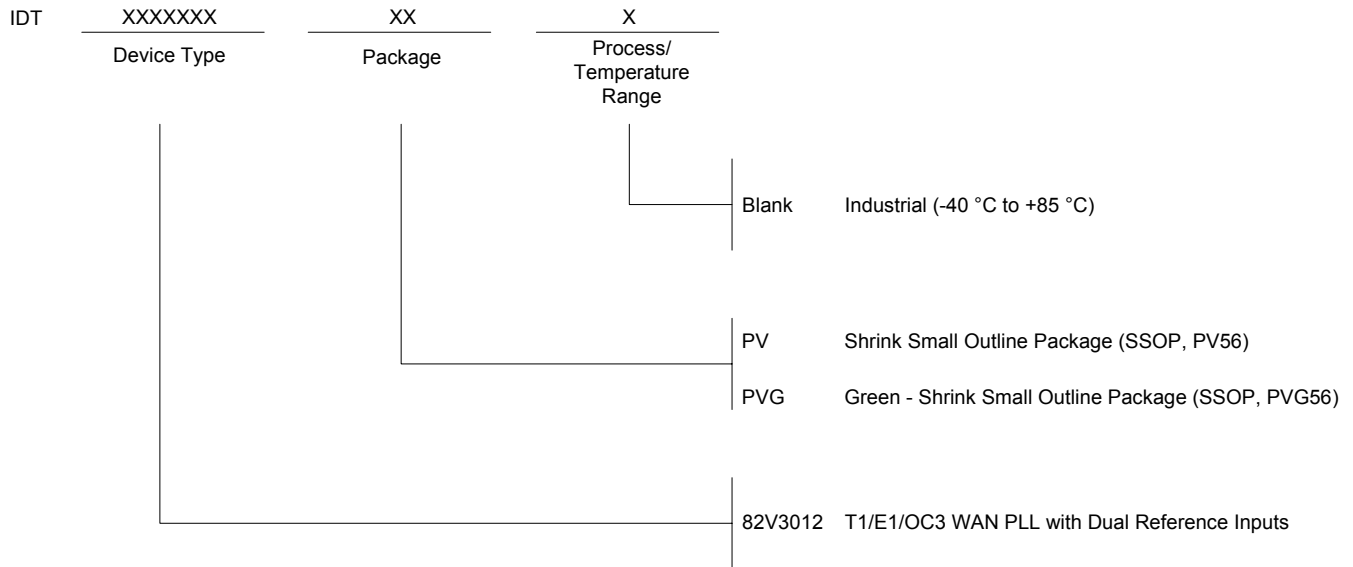 IDT XXXXXXX XX X
Device Type Package Process/
Temperature
Range
Blank Industrial (-40 °C to +85 °C)
PV Shrink Small Outline Package (SSOP, PV56)
PVG Green - Shrink Small Outline Package (SSOP, PVG56)
82V3012 T1/E1/OC3 WAN PLL with Dual Reference Inputs